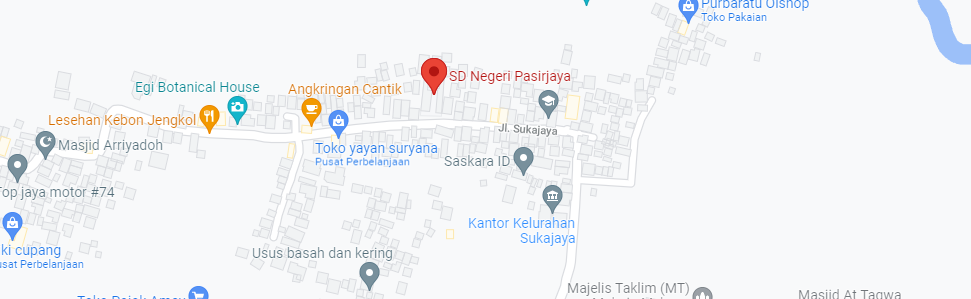 Purbaratu Olshop
Toko Pakaian
SD Negeri Pasirjaya
Egi Botanical House
Angkringan Cantik
Lesehan Kebon Jengkol
Jl. Sukajaya
Masjid Arriyadoh
Toko yayan suryana
Pusat Perbelanjaan
Saskara ID
Top jaya motor #74
Kantor Kelurahan
Sukajaya
ki cupang
usat Perbelanjaan
Usus basah dan kering
Majelis Taklim (MT)
Masjid At Taqwa